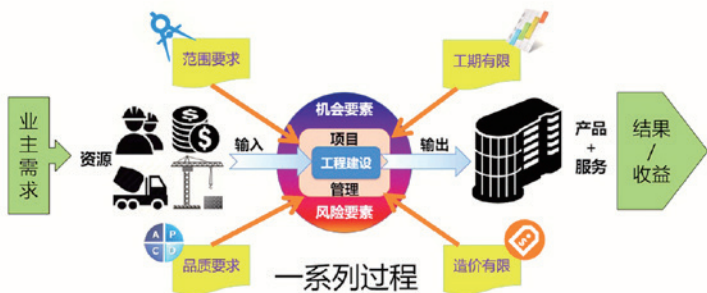 范围要求
工期有限
业主需求
资源
输入
机会要素
项目
工程建设
管理
风险要素
输出
产品
+
服务
结果
/
收益
A P
C D
品质要求
造价有限
一系列过程